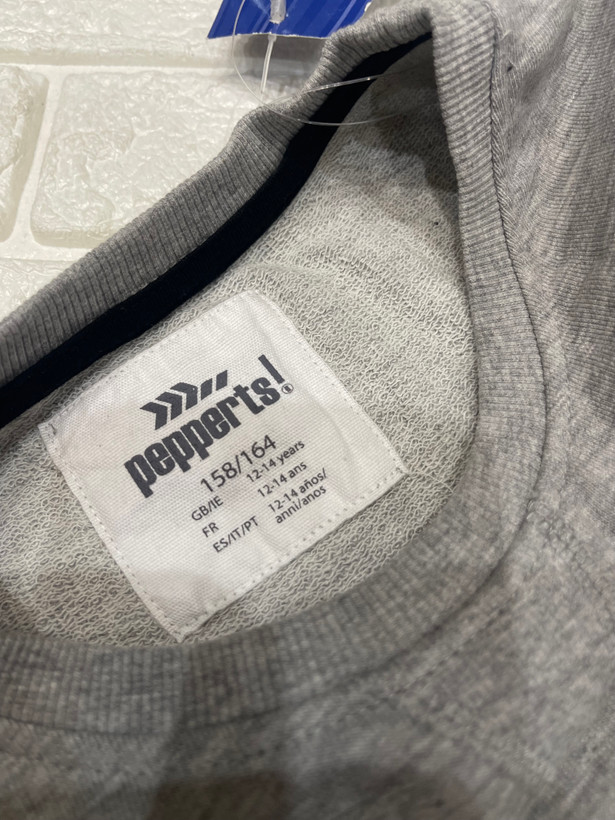 pepperts!
158/164
GB/IE 12-14 years
FR 12-14 ans
ES/IT/PT 12-14 años/
anni/anos